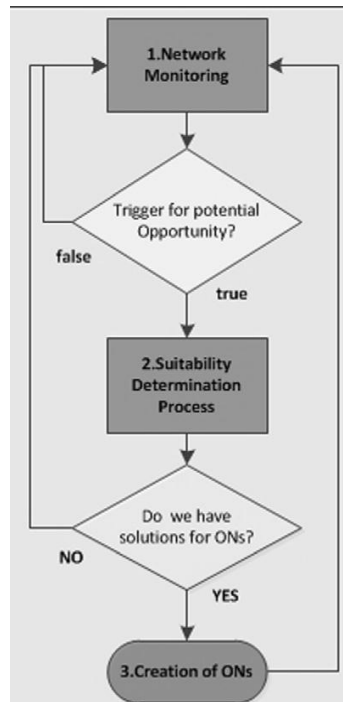 1.Network
Monitoring
Trigger for potential
Opportunity?
false
true
2.Suitability
Determination
Process
Do we have
solutions for ONs?
NO
YES
3.Creation of ONs